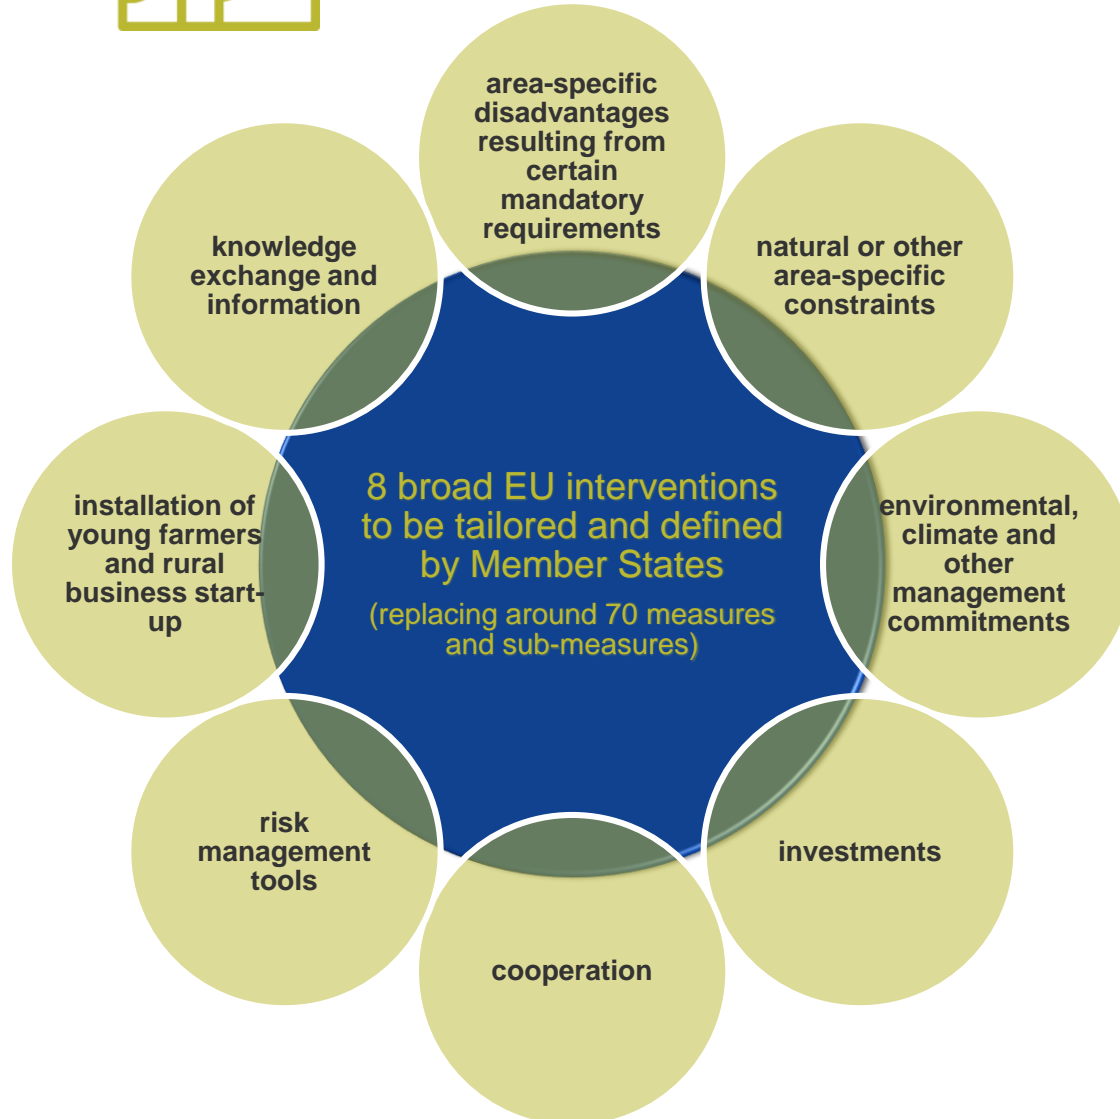 area-specific
disadvantages
resulting from
certain
mandatory
requirements
natural or other
area-specific
constraints
environmental,
climate and
other
management
commitments
investments
cooperation
risk
management
tools
installation of
young farmers
and rural
business start-
up
knowledge
exchange and
information
8 broad EU interventions
to be tailored and defined
by Member States
(replacing around 70 measures
and sub-measures)